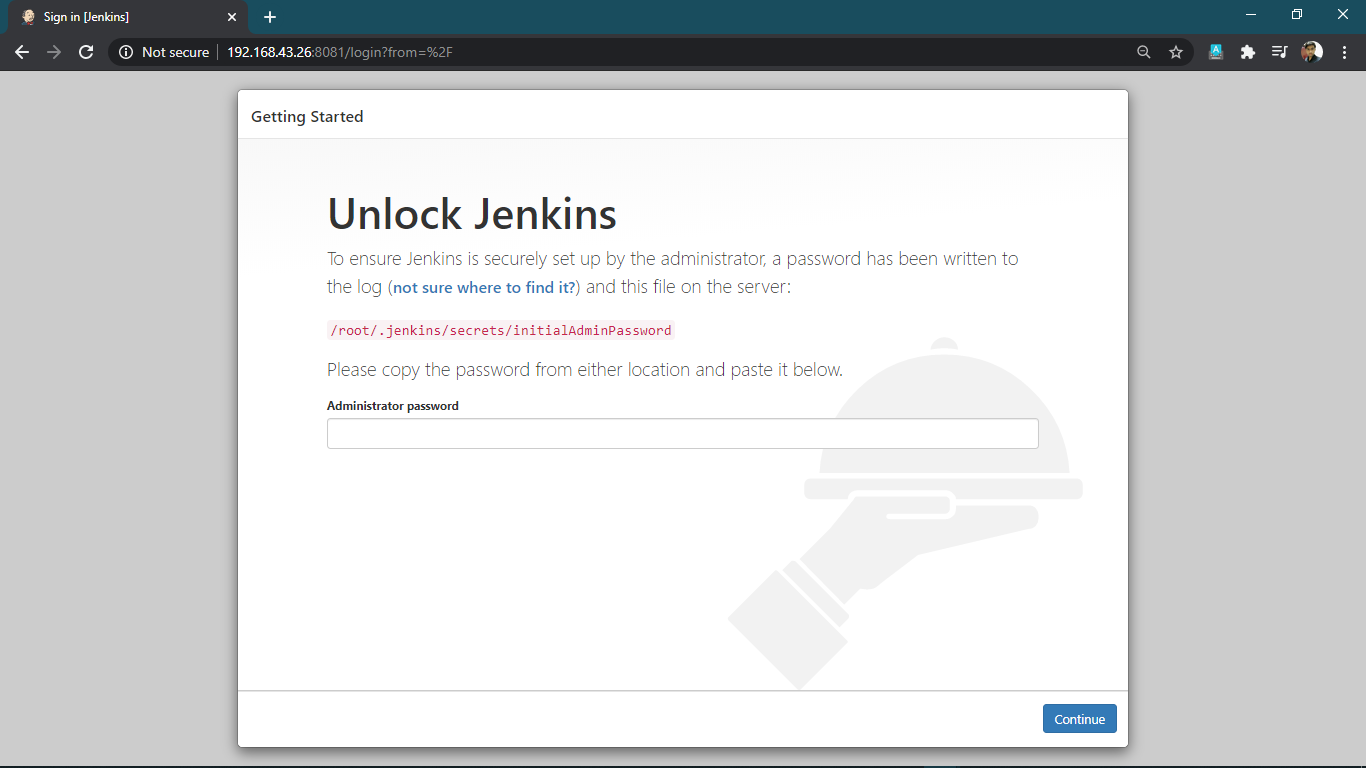 Sign in [Jenkins]
Not secure 192.168.43.26:8081/login?from=%2F
Getting Started
Unlock Jenkins
To ensure Jenkins is securely set up by the administrator, a password has been written to
the log (not sure where to find it?) and this file on the server:
/root/.jenkins/secrets/initialAdminPassword
Please copy the password from either location and paste it below.
Administrator password
Continue